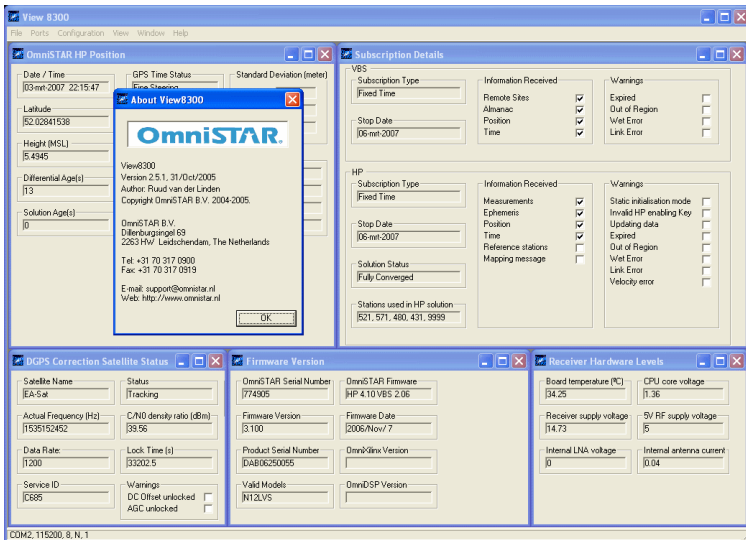 View 8300
File Ports Configuration View Window Help
OmniSTAR HP Position
Date / Time
03-mrt-2007 22:15:47
GPS Time Status
Fine Steering
Standard Deviation (meter)
Latitude
52.02841538
Height (MSL)
5.4945
Differential Age(s)
13
Solution Age(s)
0
About View8300
OmniSTAR.
View8300
Version 2.5.1, 31/Oct/2005
Author: Ruud van der Linden
Copyright OmniSTAR B.V. 2004-2005.
OmniSTAR B.V.
Dillenburgsingel 69
2263 HW Leidschendam, The Netherlands
Tel: +31 70 317 0900
Fax: +31 70 317 0919
E-mail: support@omnistar.nl
Web: http://www.omnistar.nl
OK
Subscription Details
VBS
Subscription Type
Fixed Time
Stop Date
06-mrt-2007
Information Received
Remote Sites
Almanac
Position
Time
Warnings
Expired
Out of Region
Wet Error
Link Error
HP
Subscription Type
Fixed Time
Stop Date
06-mrt-2007
Solution Status
Fully Converged
Stations used in HP solution
521, 571, 480, 431, 9999
Information Received
Measurements
Ephemeris
Position
Time
Reference stations
Mapping message
Warnings
Static initialisation mode
Invalid HP enabling Key
Updating data
Expired
Out of Region
Wet Error
Link Error
Velocity error
DGPS Correction Satellite Status
Satellite Name
EA-Sat
Status
Tracking
Actual Frequency (Hz)
1535152452
C/N0 density ratio (dBm)
39.56
Data Rate:
1200
Lock Time (s)
33202.5
Service ID
C685
Warnings
DC Offset unlocked
AGC unlocked
Firmware Version
OmniSTAR Serial Number
774905
OmniSTAR Firmware
HP 4.10 VBS 2.06
Firmware Version
3.100
Firmware Date
2006/Nov/ 7
Product Serial Number
DAB06250055
OmniXilinx Version
Valid Models
N12LVS
OmniDSP Version
Receiver Hardware Levels
Board temperature (ºC)
34.25
CPU core voltage
1.36
Receiver supply voltage
14.73
5V RF supply voltage
5
Internal LNA voltage
0
Internal antenna current
0.04
COM2, 115200, 8, N, 1